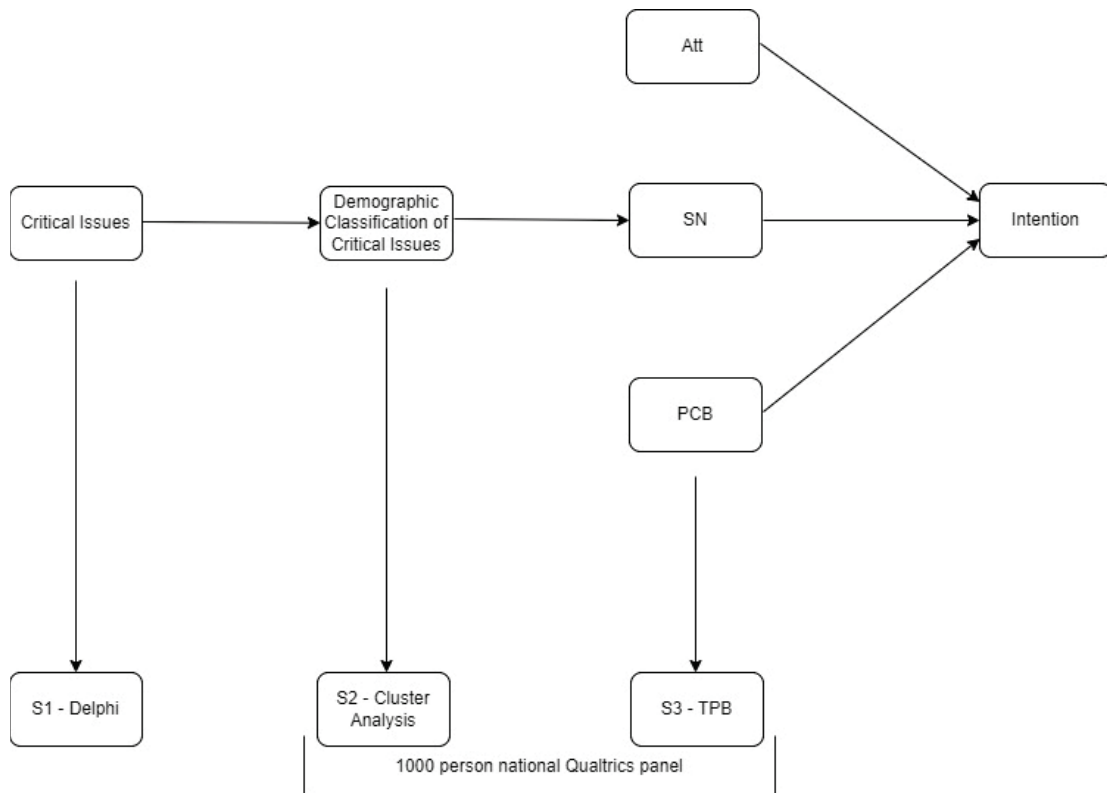 Att
Critical Issues
Demographic
Classification of
Critical Issues
SN
Intention
PCB
S1 - Delphi
S2 - Cluster
Analysis
S3 - TPB
1000 person national Qualtrics panel